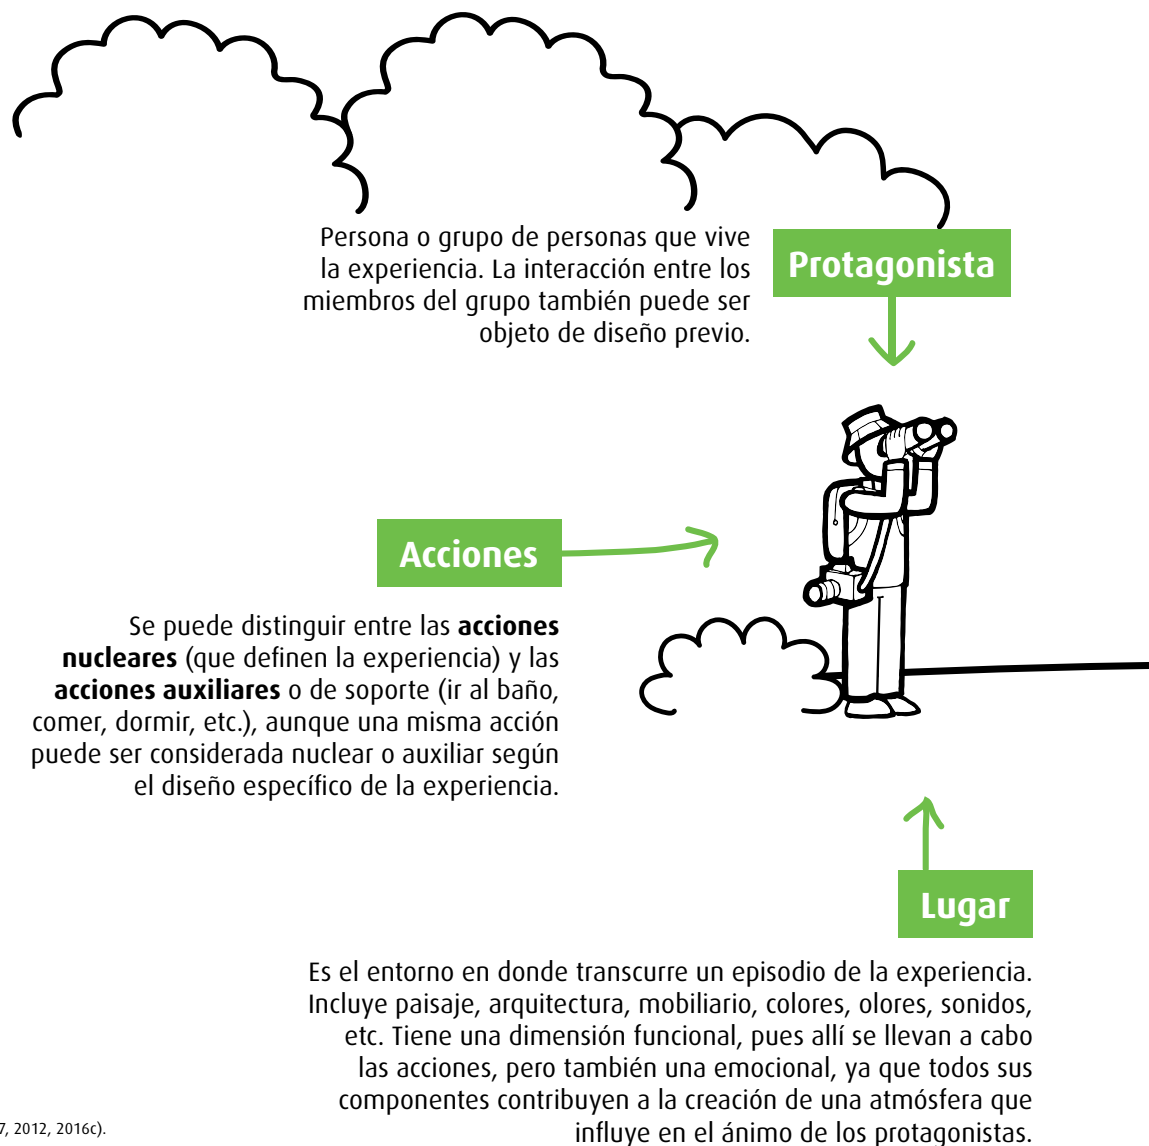 Persona o grupo de personas que vive
la experiencia. La interacción entre los
miembros del grupo también puede ser
objeto de diseño previo.
Protagonista
Acciones
Se puede distinguir entre las acciones
nucleares (que definen la experiencia) y las
acciones auxiliares o de soporte (ir al baño,
comer, dormir, etc.), aunque una misma acción
puede ser considerada nuclear o auxiliar según
el diseño específico de la experiencia.
Lugar
Es el entorno en donde transcurre un episodio de la experiencia.
Incluye paisaje, arquitectura, mobiliario, colores, olores, sonidos,
etc. Tiene una dimensión funcional, pues allí se llevan a cabo
las acciones, pero también una emocional, ya que todos sus
componentes contribuyen a la creación de una atmósfera que
influye en el ánimo de los protagonistas.
7, 2012, 2016c).